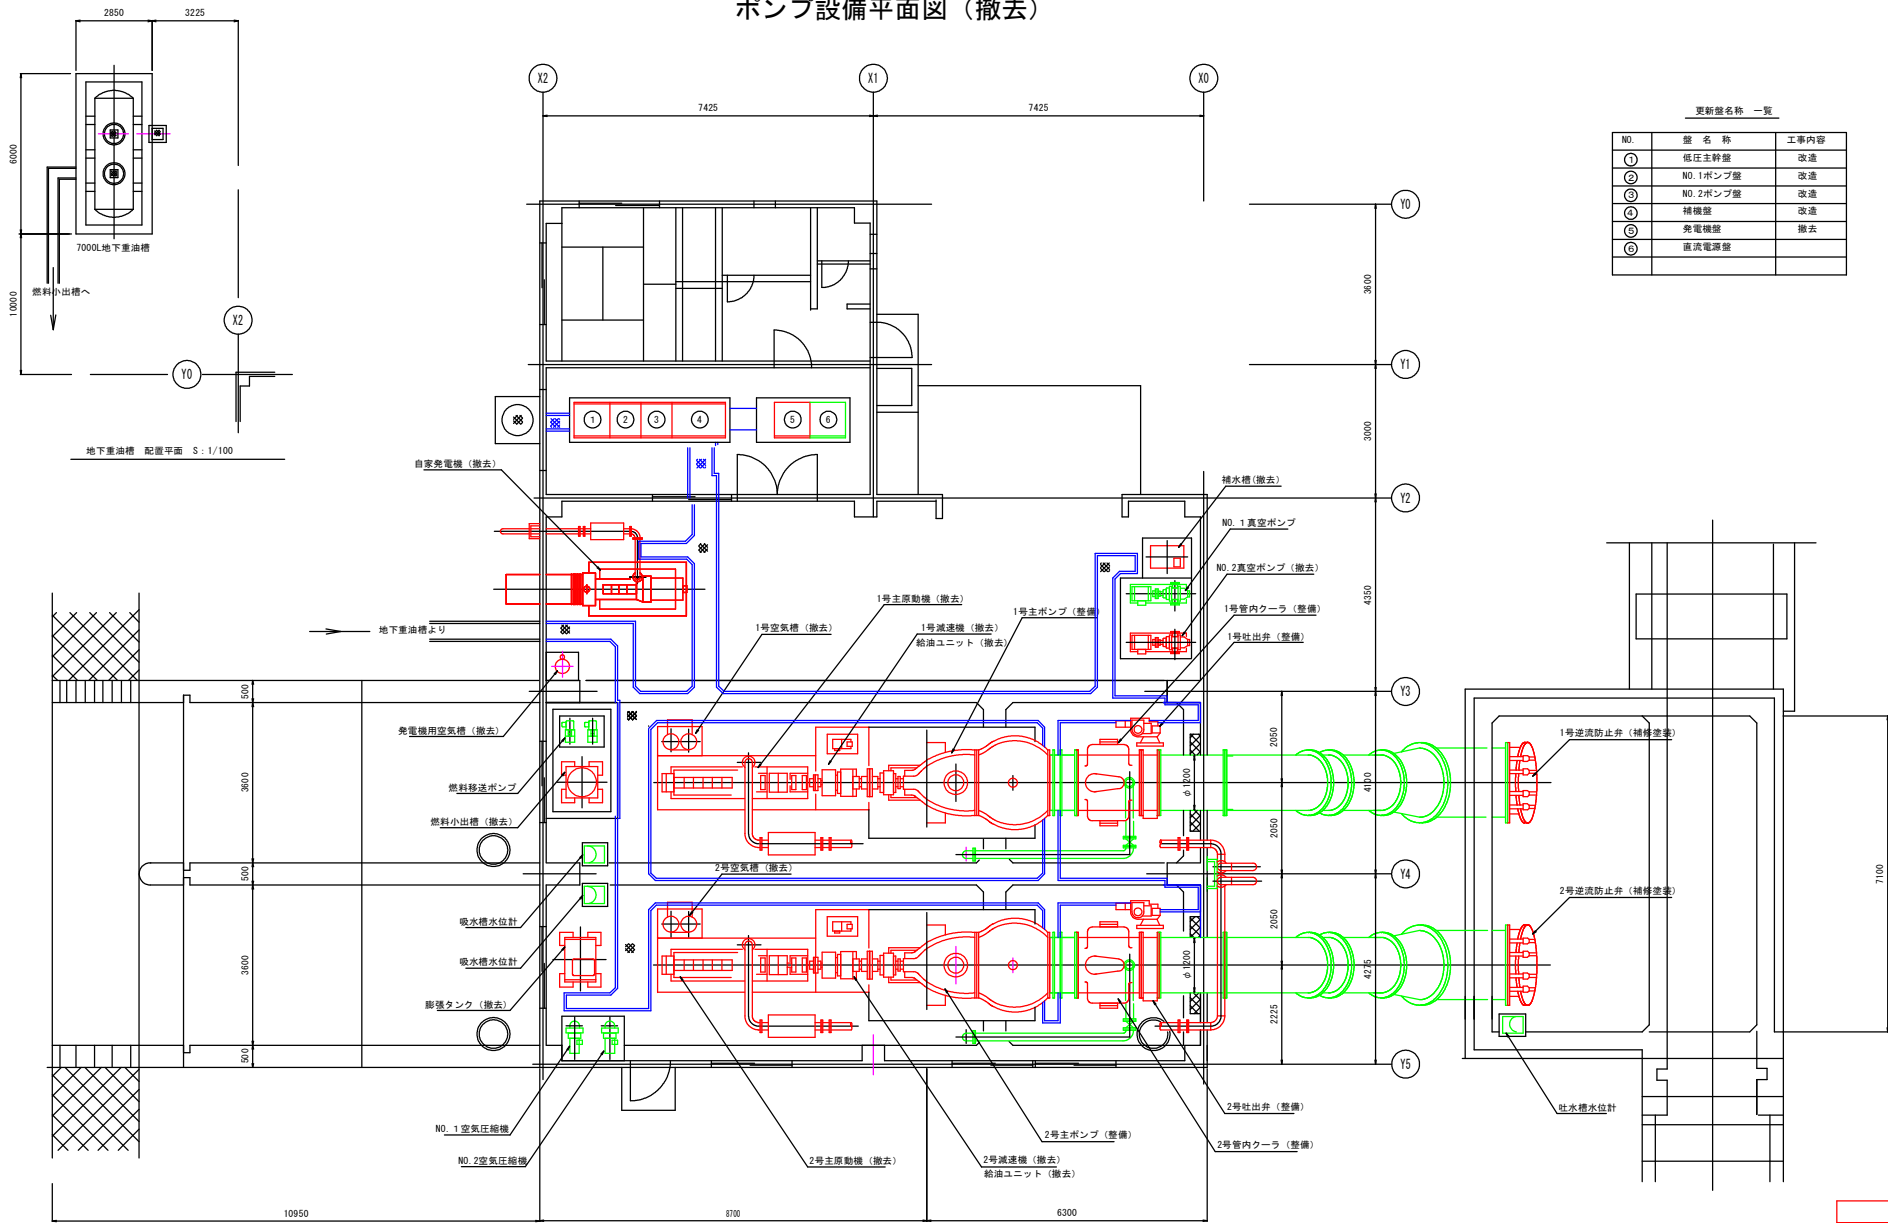 ポンプ設備平面図（撤去）
2850
3225
6000
10000
7000L地下重油槽
燃料小出槽へ
X2
Y0
地下重油槽　配置平面　S：1/100
X2
X1
X0
7425
7425
更新盤名称　一覧
NO.　盤　名　称　工事内容
①　低圧主幹盤　改造
②　NO.1ポンプ盤　改造
③　NO.2ポンプ盤　改造
④　補機盤　改造
⑤　発電機盤　撤去
⑥　直流電源盤
Y0
3600
Y1
3000
Y2
4350
Y3
Y4
Y5
① ② ③ ④ ⑤ ⑥
自家発電機（撤去）
補水槽(撤去)
NO.1真空ポンプ
NO.2真空ポンプ（撤去）
1号管内クーラ（整備）
1号吐出弁（整備）
1号主原動機（撤去）
1号主ポンプ（整備）
1号空気槽（撤去）
1号減速機（撤去）
給油ユニット（撤去）
地下重油槽より
発電機用空気槽（撤去）
燃料移送ポンプ
燃料小出槽（撤去）
吸水槽水位計
吸水槽水位計
膨張タンク（撤去）
NO.1空気圧縮機
NO.2空気圧縮機
2号空気槽（撤去）
2号主原動機（撤去）
2号減速機（撤去）
給油ユニット（撤去）
2号主ポンプ（整備）
2号吐出弁（整備）
2号管内クーラ（整備）
1号逆流防止弁（補修塗装）
2号逆流防止弁（補修塗装）
吐水槽水位計
500
3600
500
3600
500
φ1200
φ1200
2050
4100
2050
2050
4275
2225
7100
10950
8700
6300